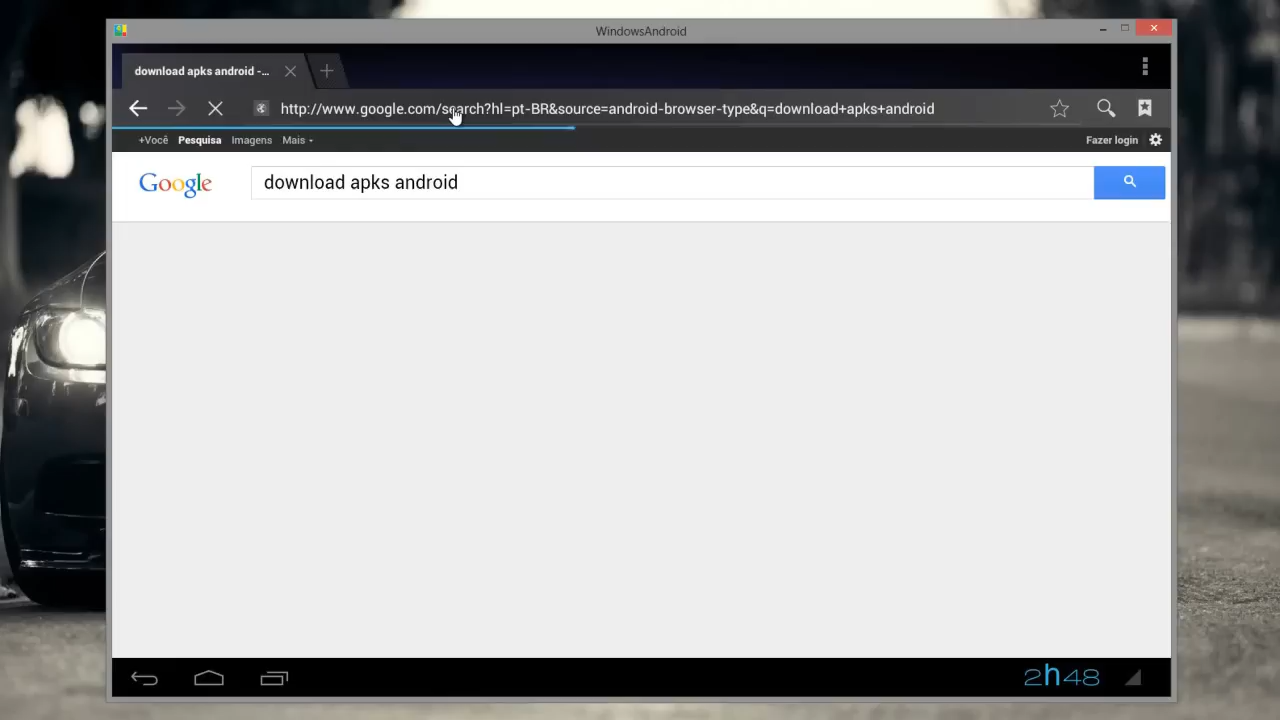 WindowsAndroid
download apks android -...
http://www.google.com/search?hl=pt-BR&source=android-browser-type&q=download+apks+android
+Você Pesquisa Imagens Mais Fazer login
Google download apks android
2h48